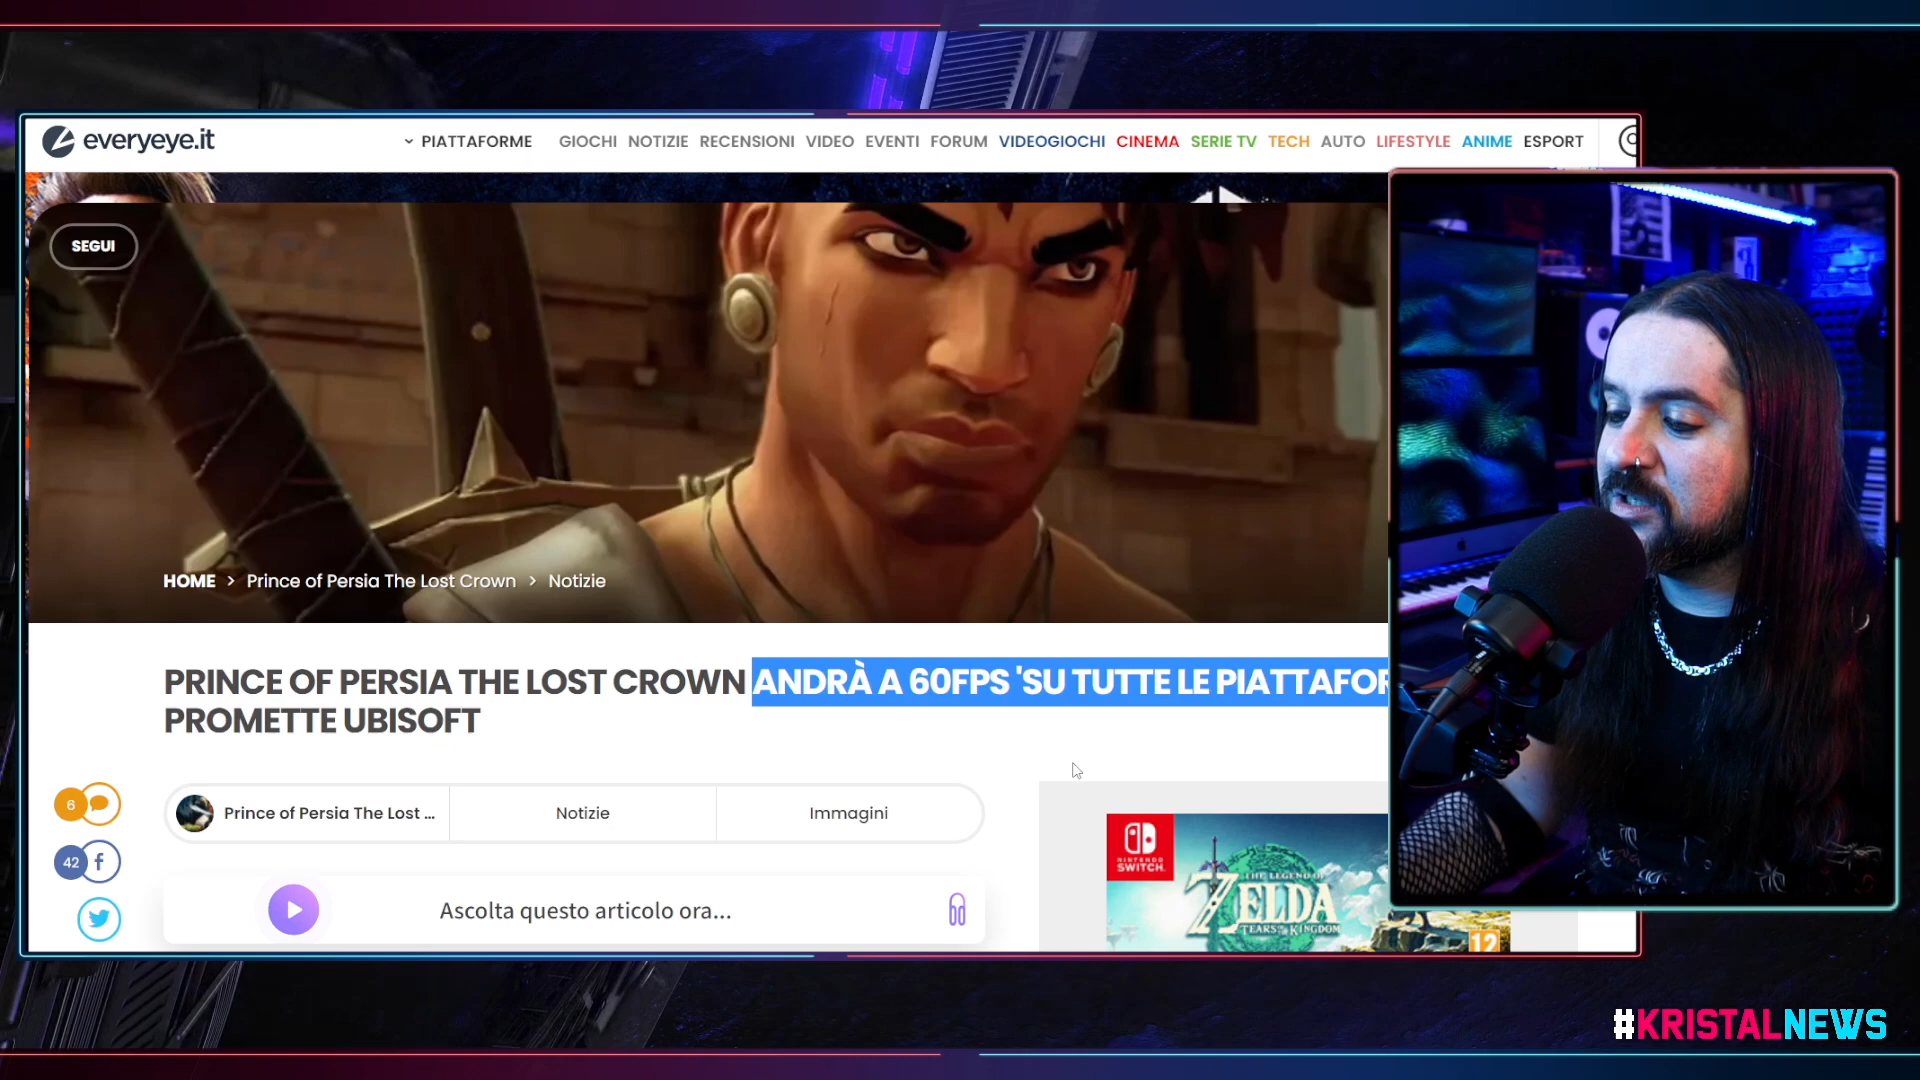 everyeye.it
PIATTAFORME GIOCHI NOTIZIE RECENSIONI VIDEO EVENTI FORUM VIDEOGIOCHI CINEMA SERIE TV TECH AUTO LIFESTYLE ANIME ESPORT
SEGUI
HOME > Prince of Persia The Lost Crown > Notizie
PRINCE OF PERSIA THE LOST CROWN ANDRÀ A 60FPS 'SU TUTTE LE PIATTAFOR
PROMETTE UBISOFT
6
Prince of Persia The Lost ... Notizie Immagini
42
Ascolta questo articolo ora...
NINTENDO
SWITCH
THE LEGEND OF
ZELDA
TEARS OF THE KINGDOM
12
#KRISTALNEWS